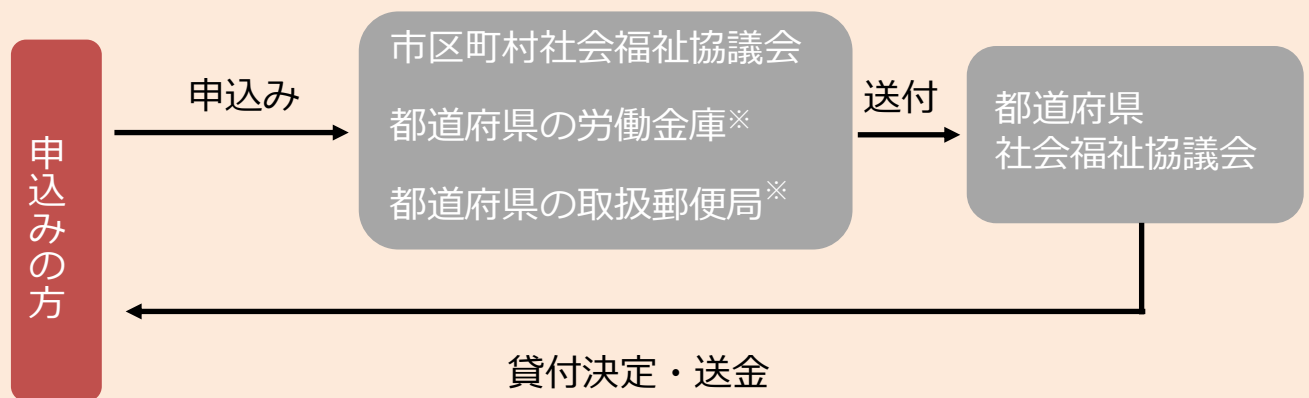 申込みの方
申込み
市区町村社会福祉協議会
都道府県の労働金庫※
都道府県の取扱郵便局※
送付
都道府県
社会福祉協議会
貸付決定・送金